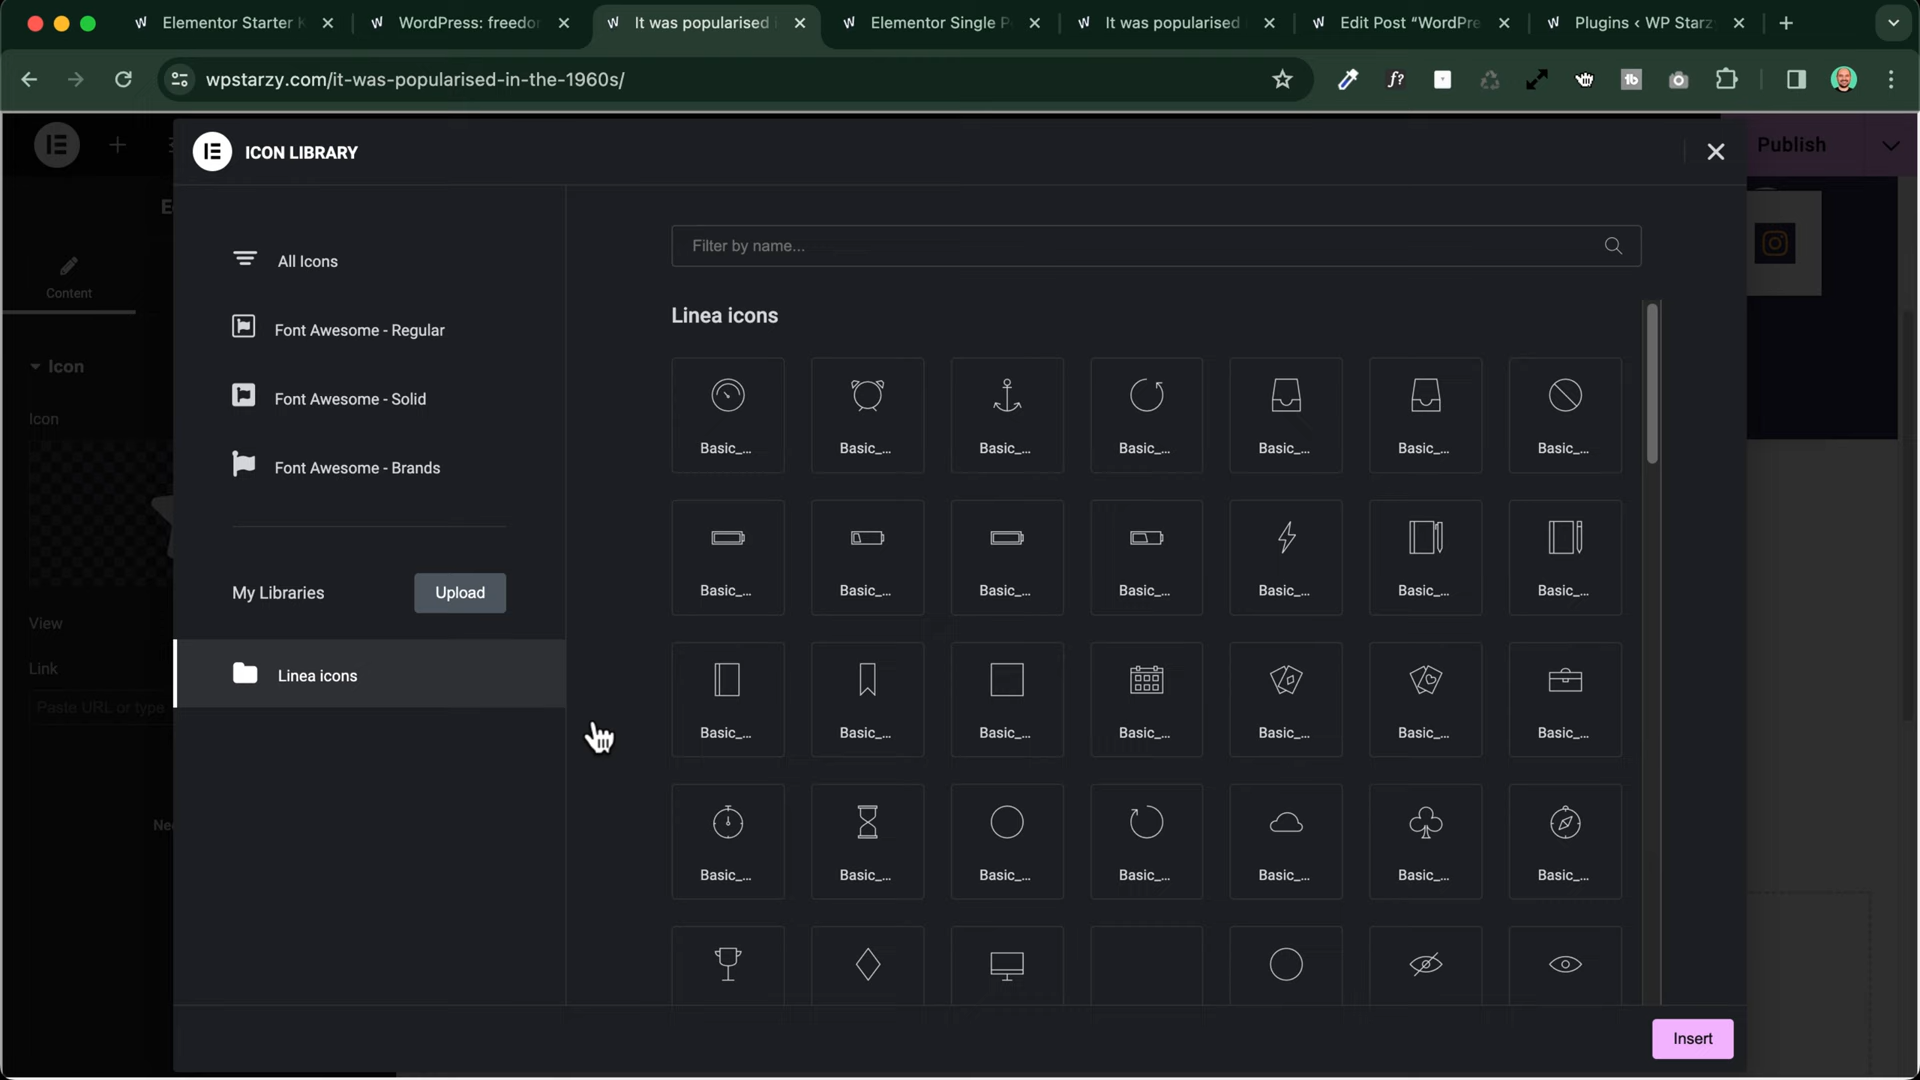 Elementor Starter K
WordPress: freedo
It was popularised i
Elementor Single P
It was popularised
Edit Post “WordPre
Plugins ‹ WP Starz
wpstarzy.com/it-was-popularised-in-the-1960s/
ICON LIBRARY
Publish
Content
Icon
Icon
View
Link
Paste URL or type
All Icons
Font Awesome - Regular
Font Awesome - Solid
Font Awesome - Brands
My Libraries
Upload
Linea icons
Filter by name...
Linea icons
Basic_... Basic_... Basic_... Basic_... Basic_... Basic_... Basic_...
Basic_... Basic_... Basic_... Basic_... Basic_... Basic_... Basic_...
Basic_... Basic_... Basic_... Basic_... Basic_... Basic_... Basic_...
Basic_... Basic_... Basic_... Basic_... Basic_... Basic_... Basic_...
Insert